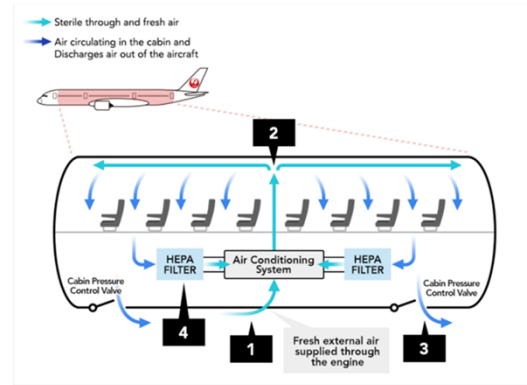 Sterile through and fresh air
Air circulating in the cabin and
Discharges air out of the aircraft
2
HEPA
FILTER
Air Conditioning
System
HEPA
FILTER
Cabin Pressure
Control Valve
Cabin Pressure
Control Valve
4
1
Fresh external air
supplied through
the engine
3